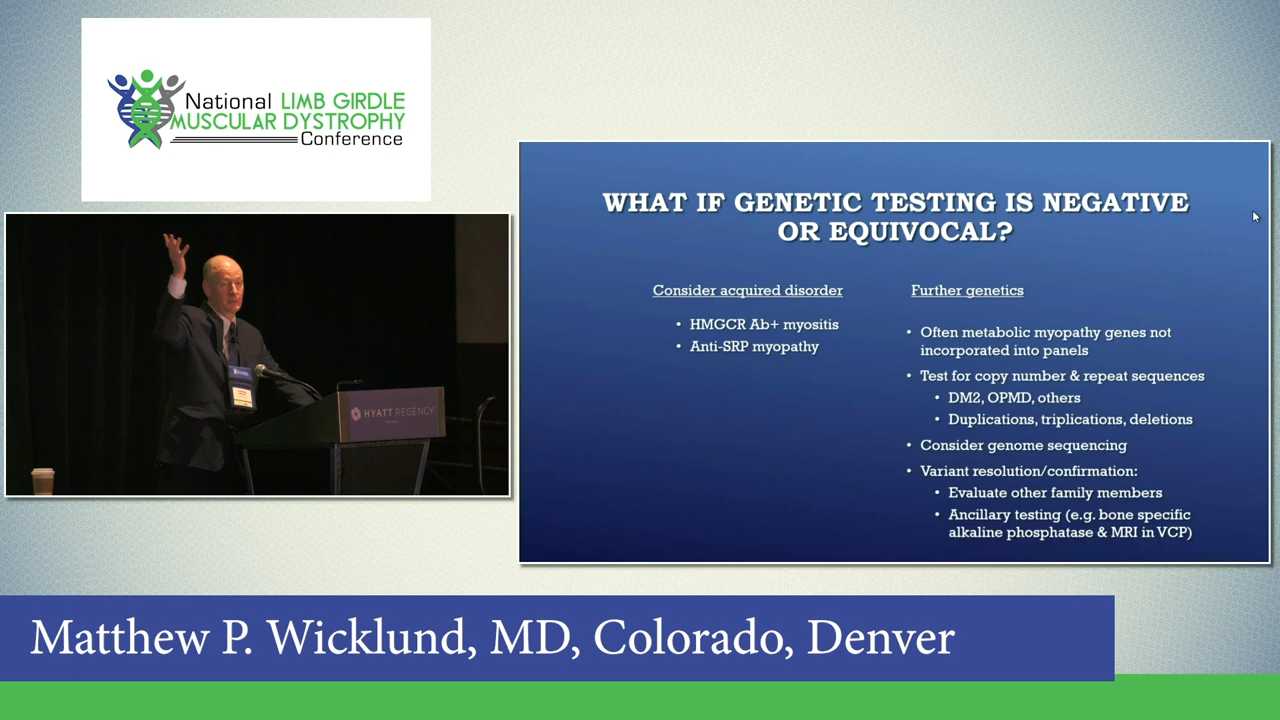 National LIMB GIRDLE
MUSCULAR DYSTROPHY
Conference
HYATT REGENCY
WHAT IF GENETIC TESTING IS NEGATIVE
OR EQUIVOCAL?
Consider acquired disorder
• HMGCR Ab+ myositis
• Anti-SRP myopathy
Further genetics
• Often metabolic myopathy genes not
incorporated into panels
• Test for copy number & repeat sequences
• DM2, OPMD, others
• Duplications, triplications, deletions
• Consider genome sequencing
• Variant resolution/confirmation:
• Evaluate other family members
• Ancillary testing (e.g. bone specific
alkaline phosphatase & MRI in VCP)
Matthew P. Wicklund, MD, Colorado, Denver